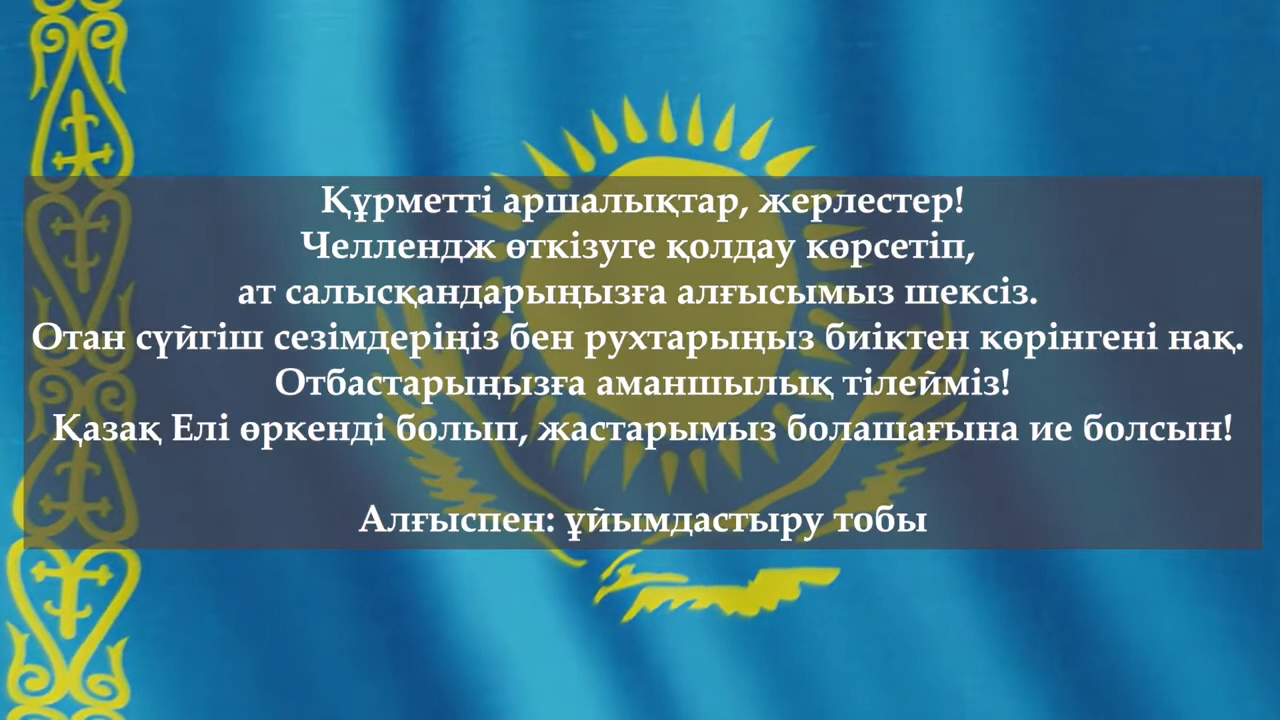 Құрметті аршалықтар, жерлестер!
Челлендж өткізуге қолдау көрсетіп,
ат салысқандарыңызға алғысымыз шексіз.
Отан сүйгіш сезімдеріңіз бен рухтарыңыз биіктен көрінгені нақ.
Отбастарыңызға аманшылық тілейміз!
Қазақ Елі өркенді болып, жастарымыз болашағына ие болсын!
Алғыспен: ұйымдастыру тобы